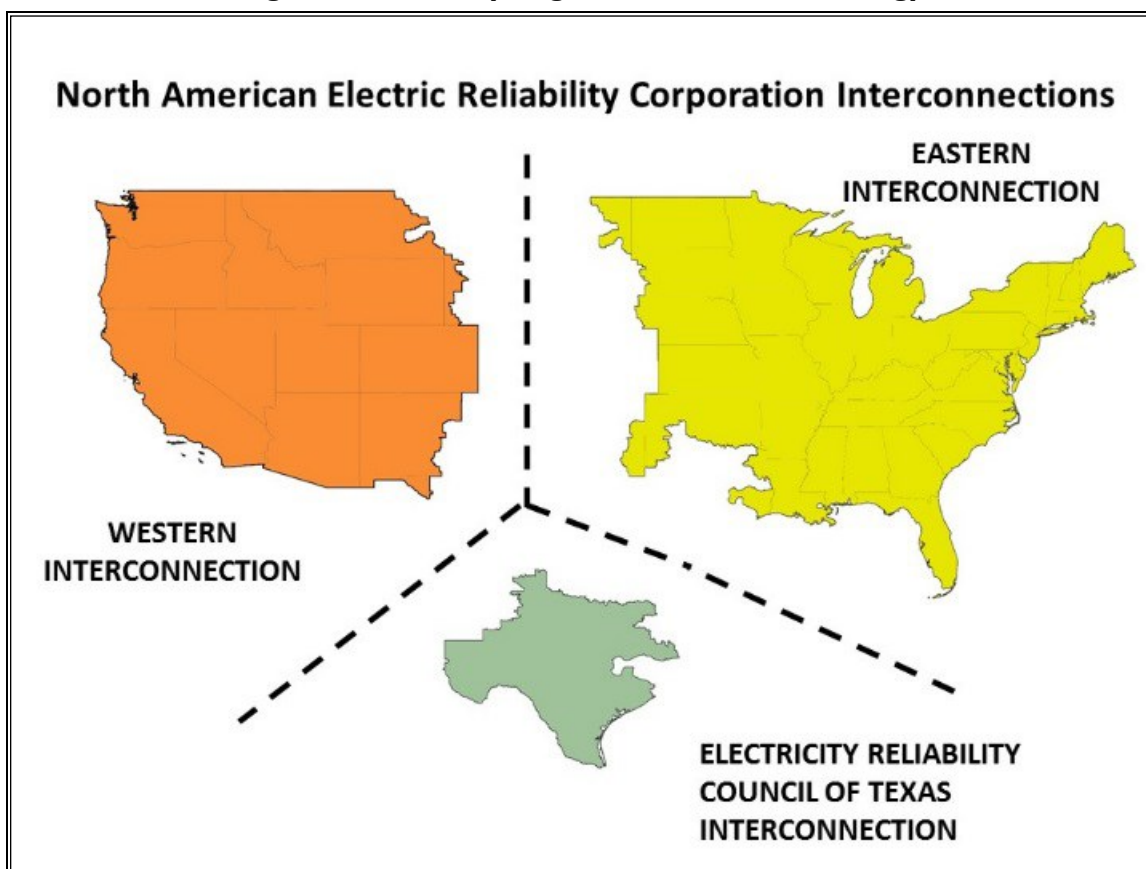 North American Electric Reliability Corporation Interconnections
EASTERN
INTERCONNECTION
WESTERN
INTERCONNECTION
ELECTRICITY RELIABILITY
COUNCIL OF TEXAS
INTERCONNECTION